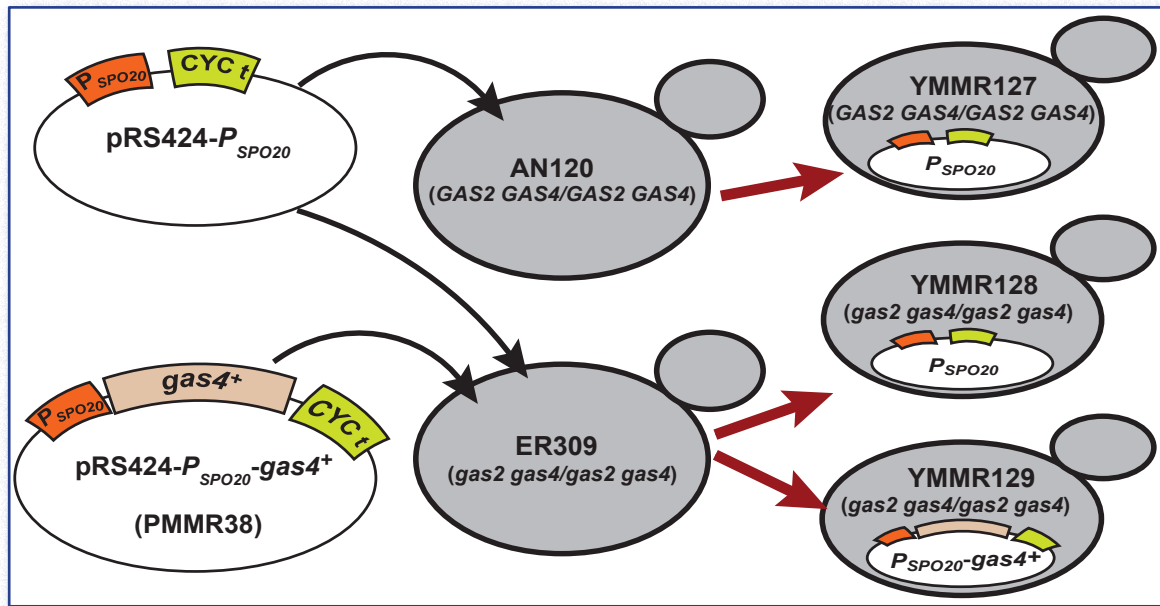 P SPO20
CYC t
pRS424-P SPO20
AN120
(GAS2 GAS4/GAS2 GAS4)
YMMR127
(GAS2 GAS4/GAS2 GAS4)
P SPO20
YMMR128
(gas2 gas4/gas2 gas4)
P SPO20
P SPO20
gas4+
CYC t
pRS424-P SPO20-gas4+
(PMMR38)
ER309
(gas2 gas4/gas2 gas4)
YMMR129
(gas2 gas4/gas2 gas4)
P SPO20-gas4+